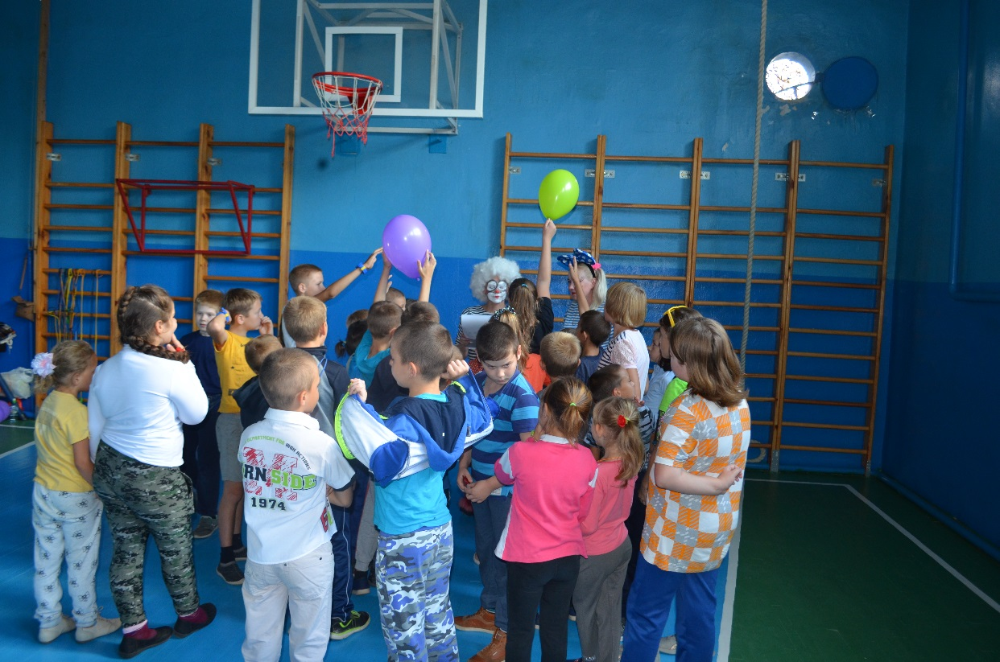 DEPARTMENT FOR HIGH ACTIONS
RN SIDE
1974